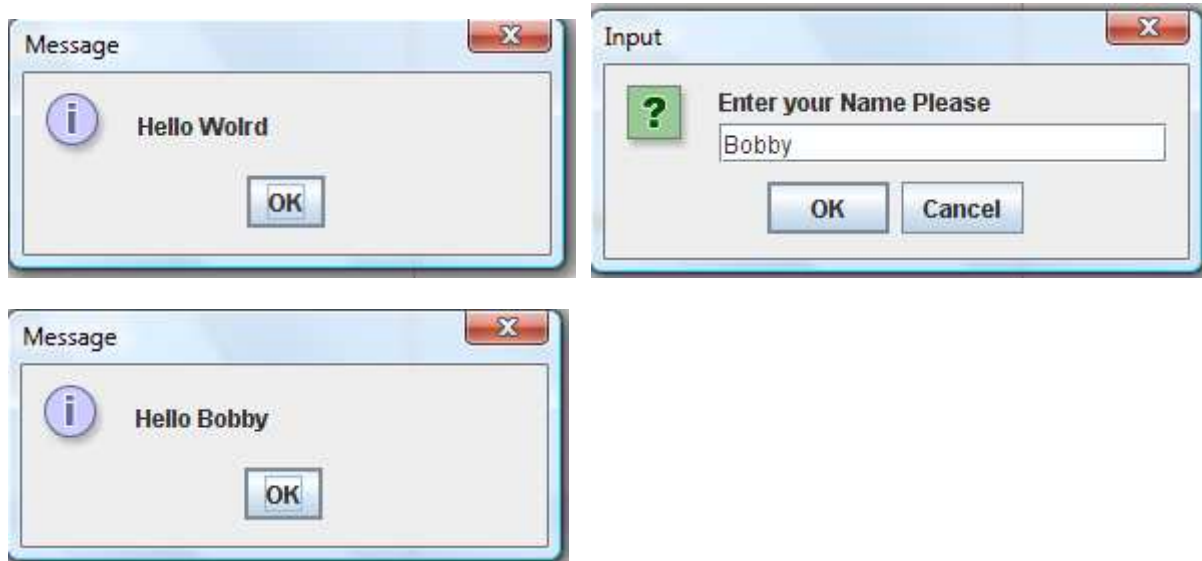 Message
Hello Wolrd
OK
Input
Enter your Name Please
Bobby
OK Cancel
Message
Hello Bobby
OK